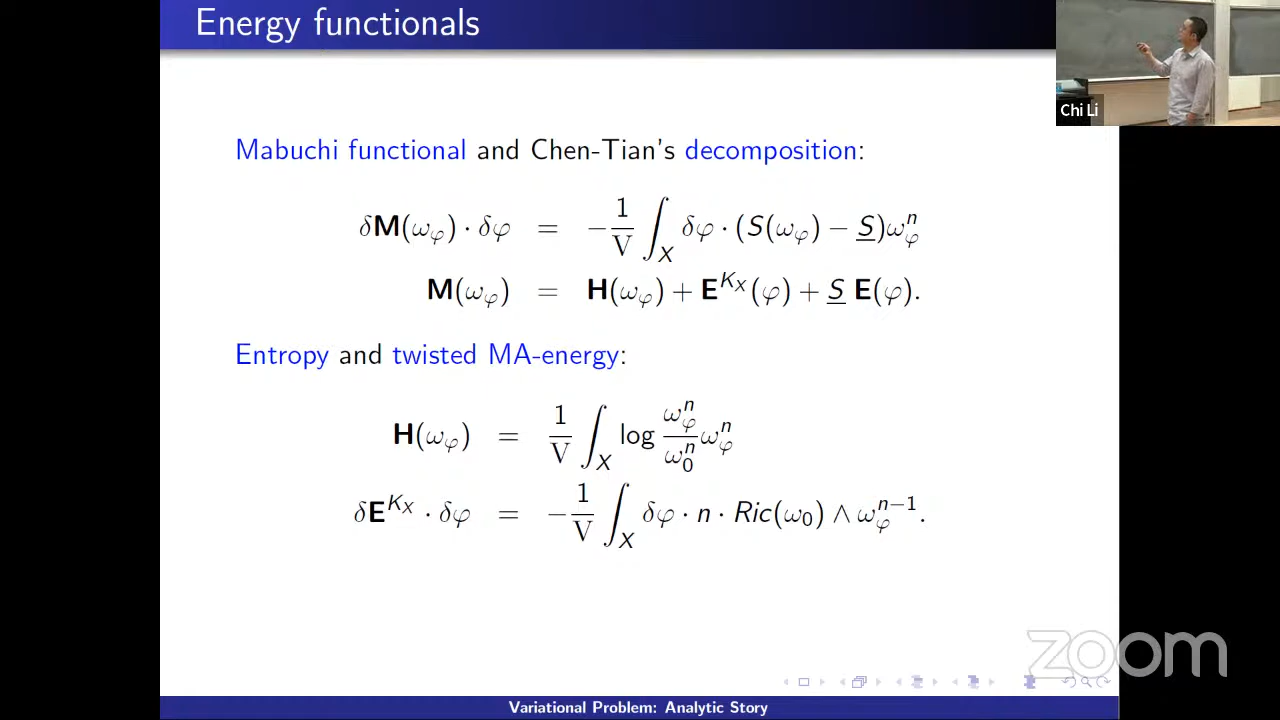 Energy functionals
Chi Li
Mabuchi functional and Chen-Tian's decomposition:
δM(ω_φ) · δφ = −1/V ∫_X δφ · (S(ω_φ) − S̲)ω_φ^n
M(ω_φ) = H(ω_φ) + E^{K_X}(φ) + S̲ E(φ).
Entropy and twisted MA-energy:
H(ω_φ) = 1/V ∫_X log ω_φ^n/ω_0^n ω_φ^n
δE^{K_X} · δφ = −1/V ∫_X δφ · n · Ric(ω_0) ∧ ω_φ^{n−1}.
zoom
Variational Problem: Analytic Story